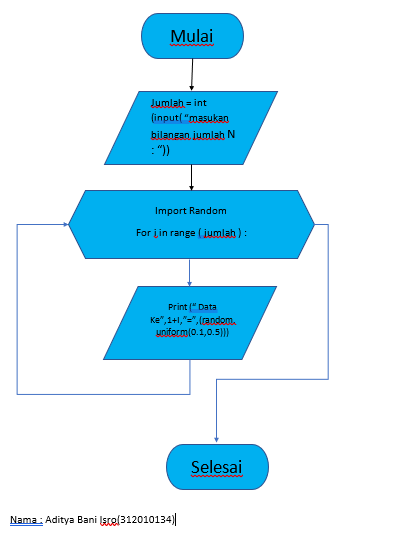 Mulai
Jumlah = int
(input( “masukan
bilangan jumlah N
: “))
Import Random
For i,in range ( jumlah ) :
Print (“ Data
Ke”,1+I,”=”,(random.
uniform(0.1,0.5)))
Selesai
Nama : Aditya Bani Isro(312010134)